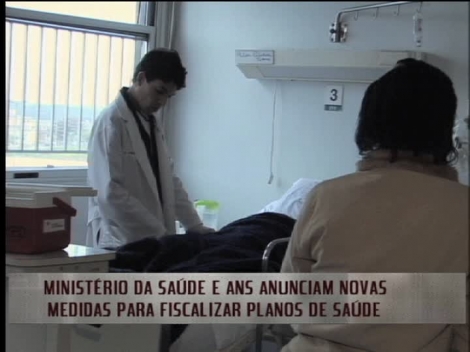 3
MINISTÉRIO DA SAÚDE E ANS ANUNCIAM NOVAS
MEDIDAS PARA FISCALIZAR PLANOS DE SAÚDE